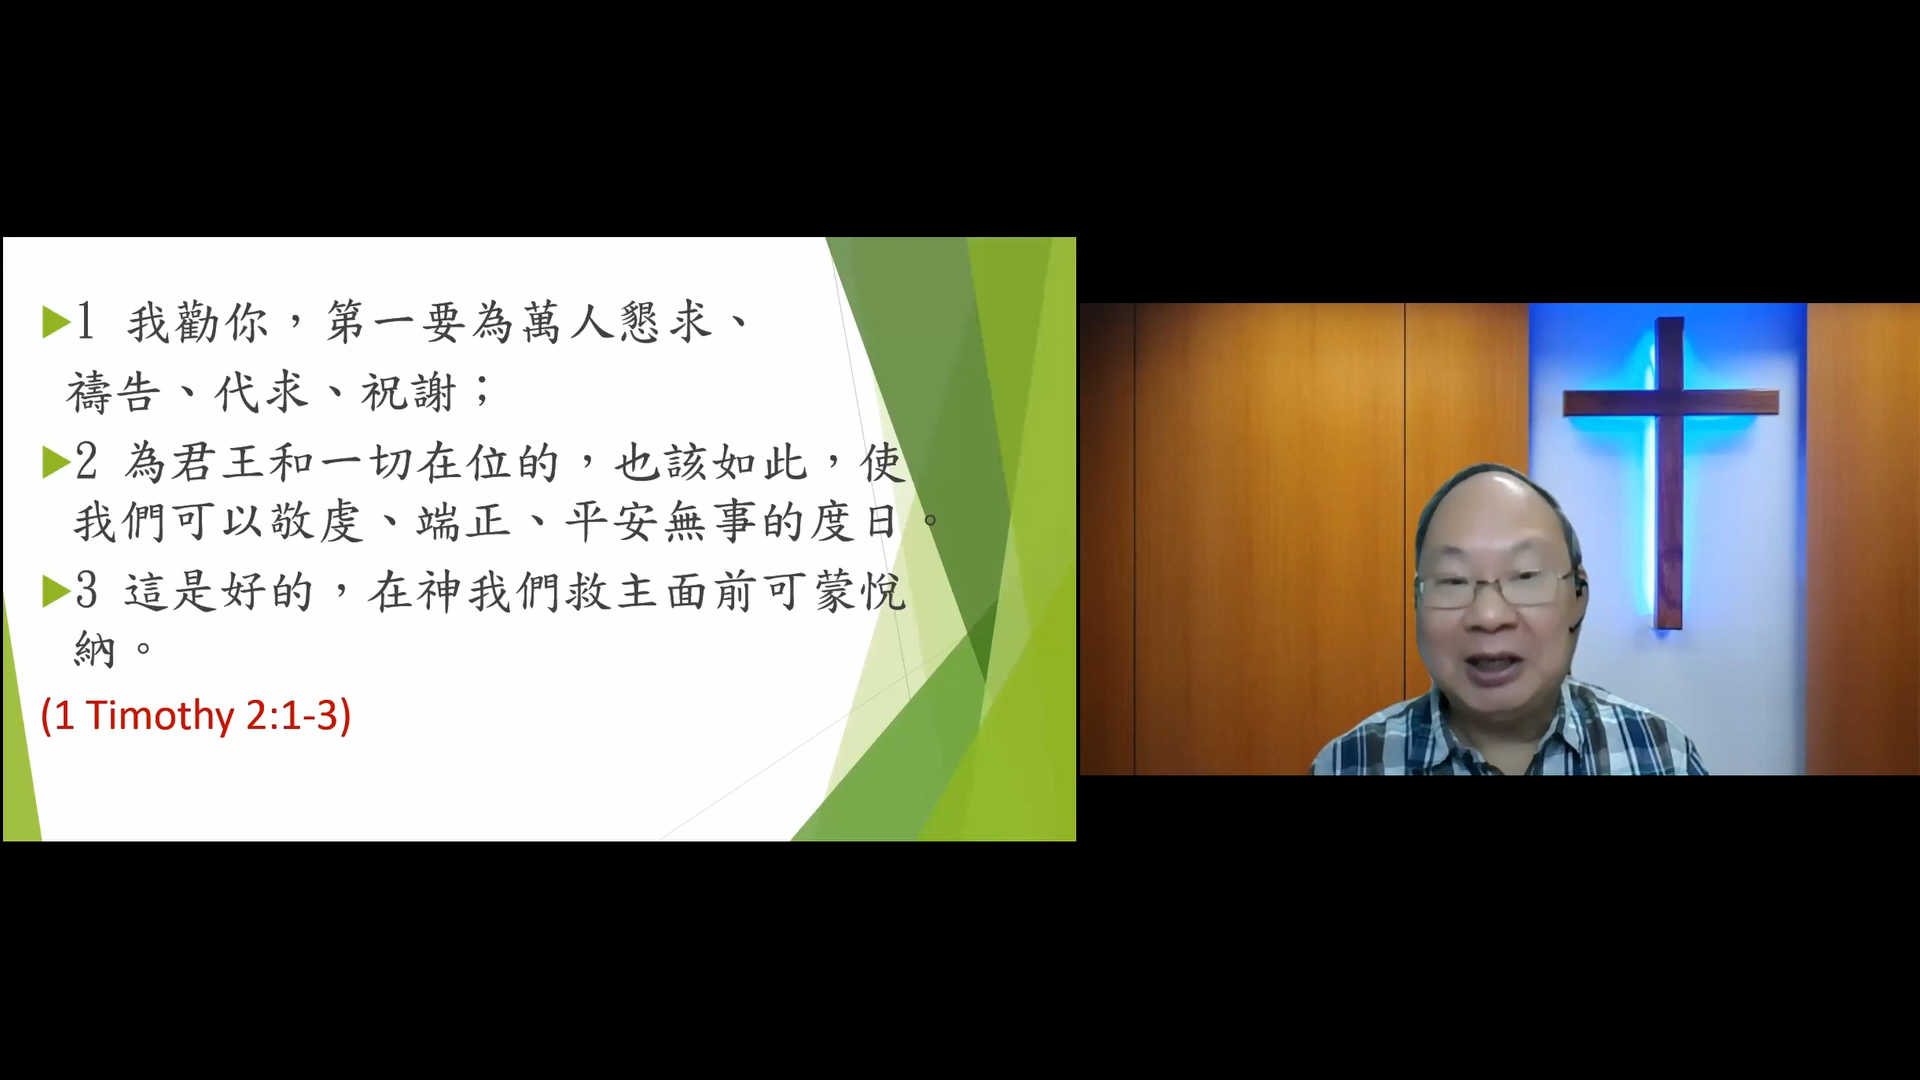 1 我勸你，第一要為萬人懇求、
禱告、代求、祝謝；
2 為君王和一切在位的，也該如此，使
我們可以敬虔、端正、平安無事的度日。
3 這是好的，在神我們救主面前可蒙悅
納。
(1 Timothy 2:1-3)